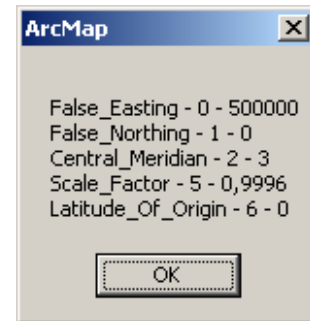 ArcMap
False_Easting - 0 - 500000
False_Northing - 1 - 0
Central_Meridian - 2 - 3
Scale_Factor - 5 - 0,9996
Latitude_Of_Origin - 6 - 0
OK